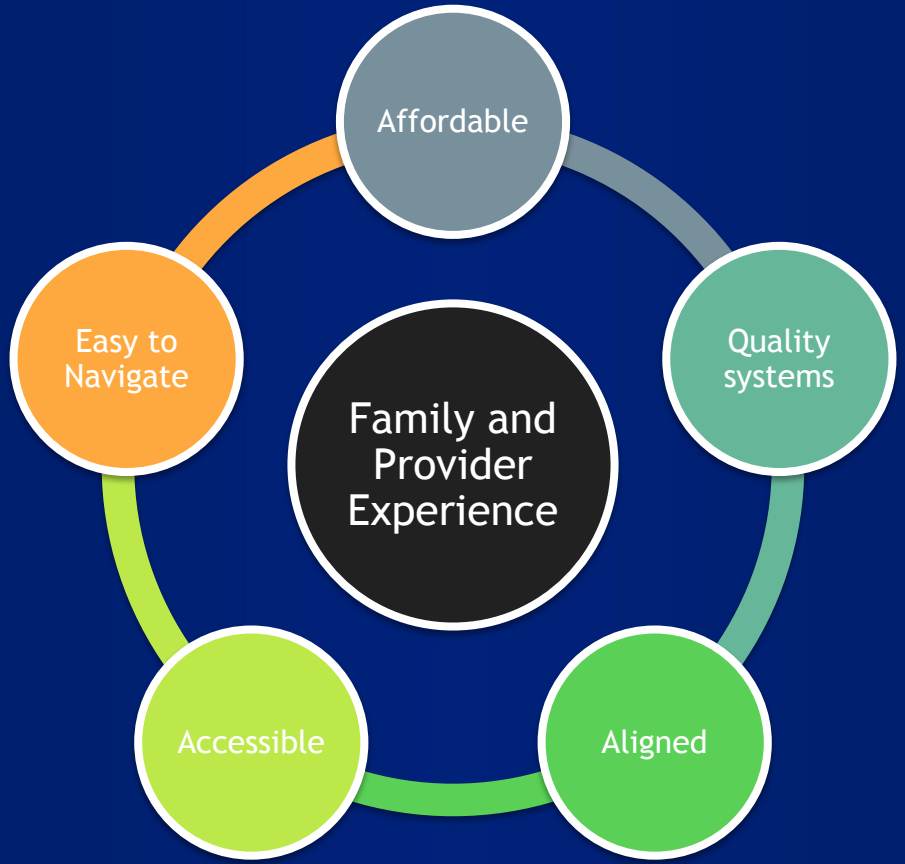 Affordable
Quality
systems
Aligned
Accessible
Easy to
Navigate
Family and
Provider
Experience